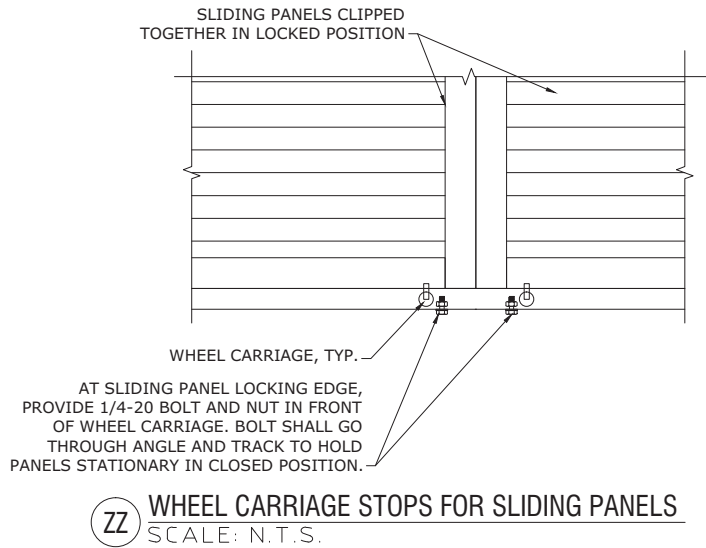 SLIDING PANELS CLIPPED
TOGETHER IN LOCKED POSITION
WHEEL CARRIAGE, TYP.
AT SLIDING PANEL LOCKING EDGE,
PROVIDE 1/4-20 BOLT AND NUT IN FRONT
OF WHEEL CARRIAGE. BOLT SHALL GO
THROUGH ANGLE AND TRACK TO HOLD
PANELS STATIONARY IN CLOSED POSITION.
ZZ WHEEL CARRIAGE STOPS FOR SLIDING PANELS
SCALE: N.T.S.